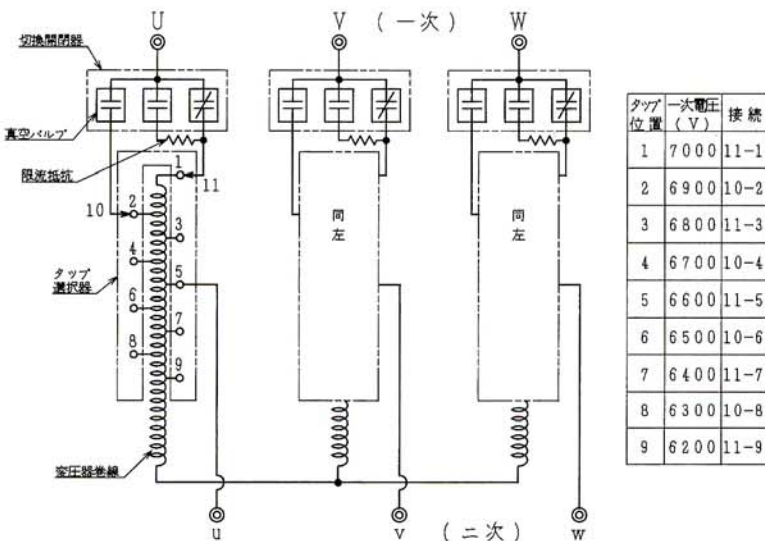 U V (一次) W
切換開閉器
真空バルブ
限流抵抗
1
11
10
2
3
同左
同左
4
5
タップ
選択器
6
7
8
9
変圧器巻線
u v (二次) w
タップ位置 一次電圧(V) 接続
1 7000 11-1
2 6900 10-2
3 6800 11-3
4 6700 10-4
5 6600 11-5
6 6500 10-6
7 6400 11-7
8 6300 10-8
9 6200 11-9